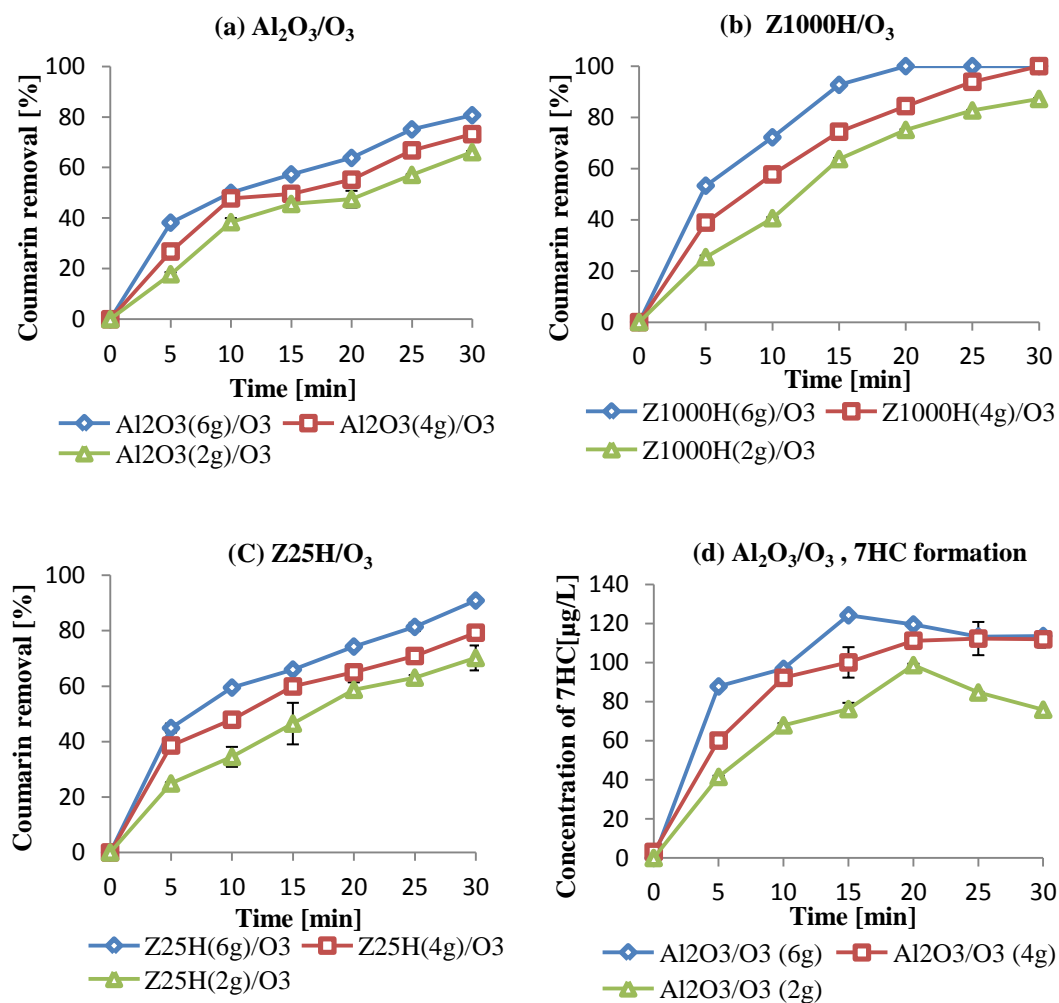 (a) Al₂O₃/O₃
Coumarin removal [%]
100
80
60
40
20
0
0 5 10 15 20 25 30
Time [min]
Al2O3(6g)/O3 Al2O3(4g)/O3
Al2O3(2g)/O3
(b) Z1000H/O₃
Coumarin removal [%]
100
80
60
40
20
0
0 5 10 15 20 25 30
Time [min]
Z1000H(6g)/O3 Z1000H(4g)/O3
Z1000H(2g)/O3
(C) Z25H/O₃
Coumarin removal [%]
100
80
60
40
20
0
0 5 10 15 20 25 30
Time [min]
Z25H(6g)/O3 Z25H(4g)/O3
Z25H(2g)/O3
(d) Al₂O₃/O₃ , 7HC formation
Concentration of 7HC[µg/L]
140
120
100
80
60
40
20
0
0 5 10 15 20 25 30
Time [min]
Al2O3/O3 (6g) Al2O3/O3 (4g)
Al2O3/O3 (2g)